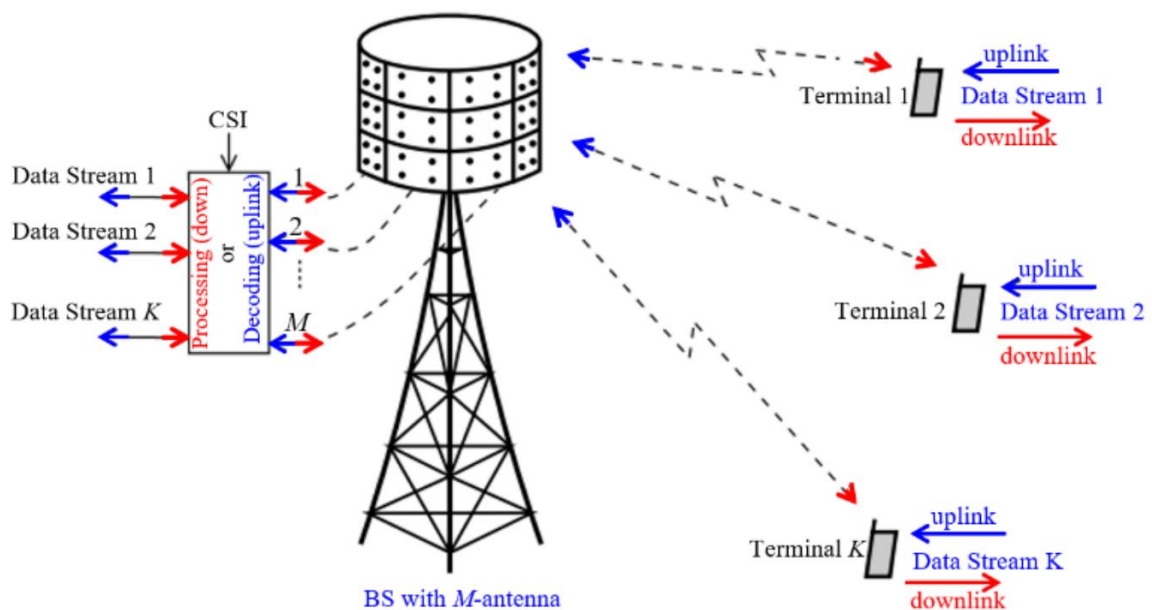 CSI
Data Stream 1
Data Stream 2
Data Stream K
Processing (down)
or
Decoding (uplink)
1
2
M
BS with M-antenna
Terminal 1
uplink
Data Stream 1
downlink
Terminal 2
uplink
Data Stream 2
downlink
Terminal K
uplink
Data Stream K
downlink